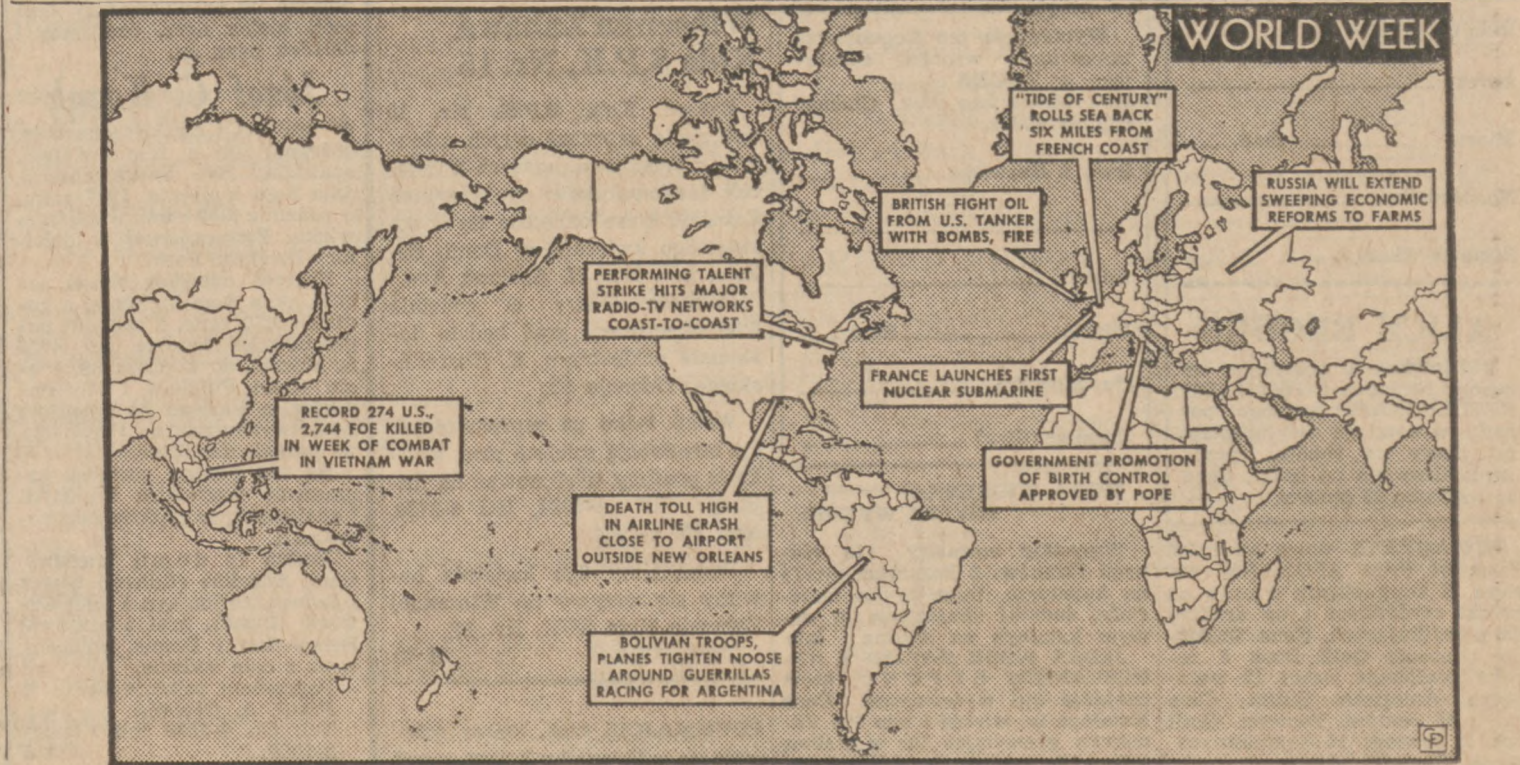 WORLD WEEK
"TIDE OF CENTURY"
ROLLS SEA BACK
SIX MILES FROM
FRENCH COAST
RUSSIA WILL EXTEND
SWEEPING ECONOMIC
REFORMS TO FARMS
BRITISH FIGHT OIL
FROM U.S. TANKER
WITH BOMBS, FIRE
PERFORMING TALENT
STRIKE HITS MAJOR
RADIO-TV NETWORKS
COAST-TO-COAST
FRANCE LAUNCHES FIRST
NUCLEAR SUBMARINE
RECORD 274 U.S.,
2,744 FOE KILLED
IN WEEK OF COMBAT
IN VIETNAM WAR
GOVERNMENT PROMOTION
OF BIRTH CONTROL
APPROVED BY POPE
DEATH TOLL HIGH
IN AIRLINE CRASH
CLOSE TO AIRPORT
OUTSIDE NEW ORLEANS
BOLIVIAN TROOPS,
PLANES TIGHTEN NOOSE
AROUND GUERRILLAS
RACING FOR ARGENTINA
CP